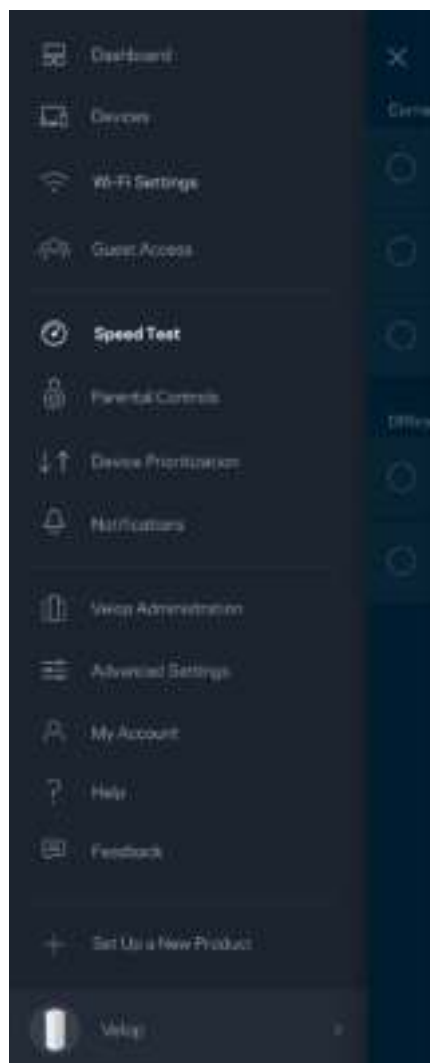 Dashboard
Devices
Wi-Fi Settings
Guest Access
Speed Test
Parental Controls
Device Prioritization
Notifications
Velop Administration
Advanced Settings
My Account
Help
Feedback
Set Up a New Product
Velop